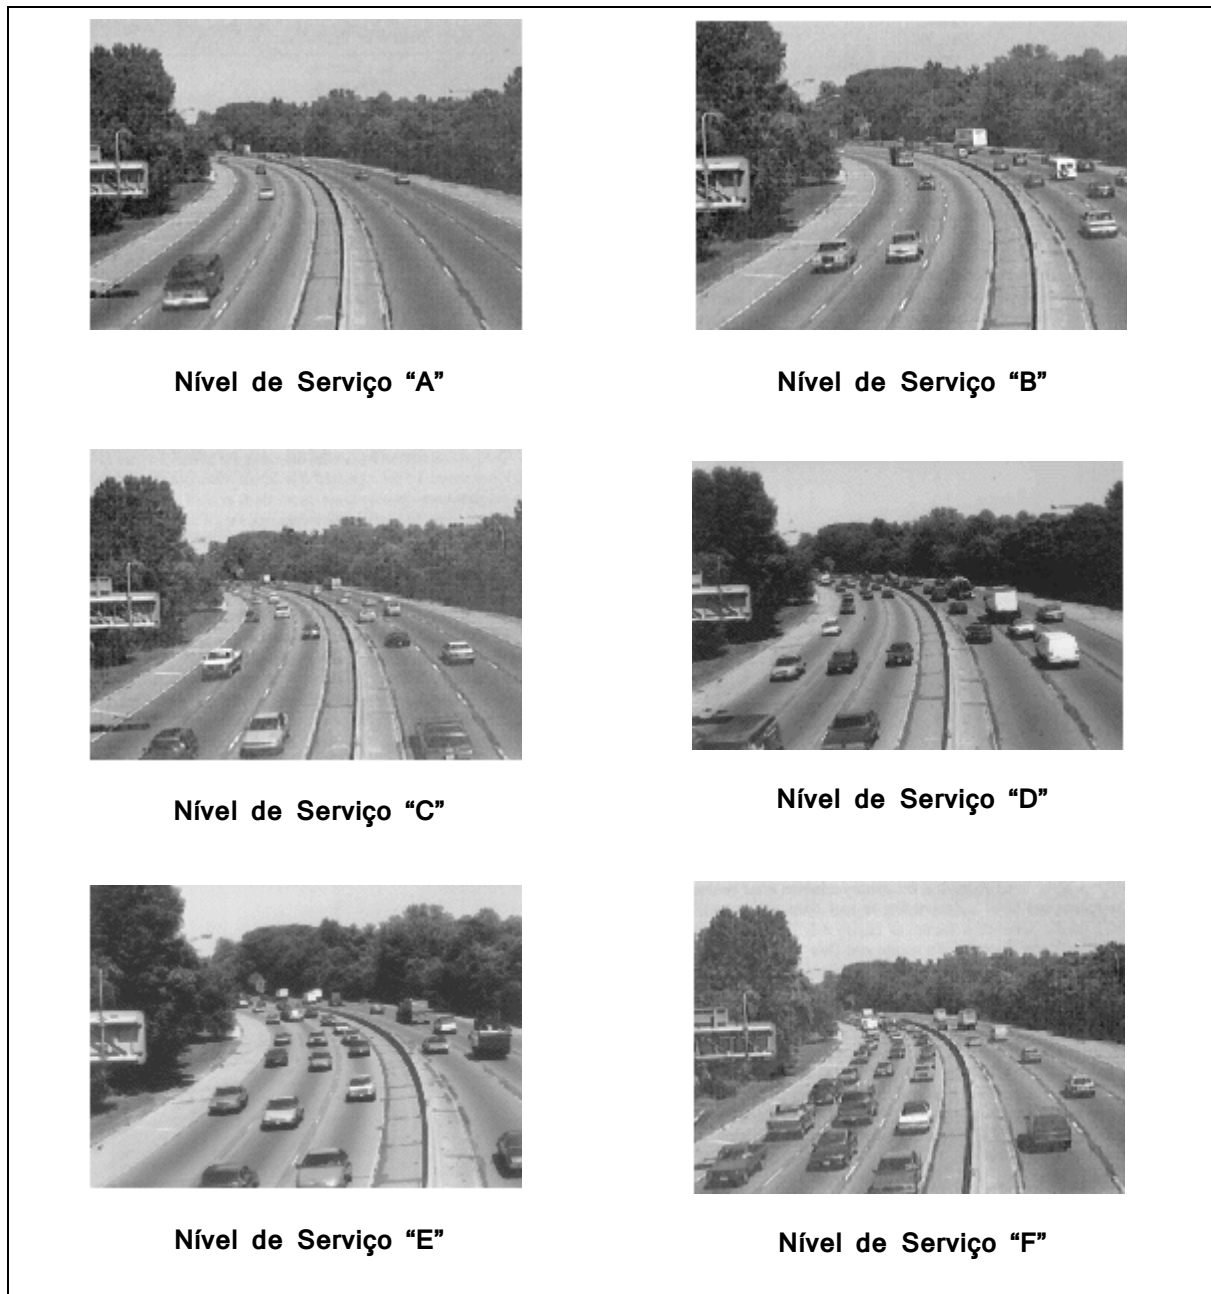 Nível de Serviço “A”
Nível de Serviço “B”
Nível de Serviço “C”
Nível de Serviço “D”
Nível de Serviço “E”
Nível de Serviço “F”